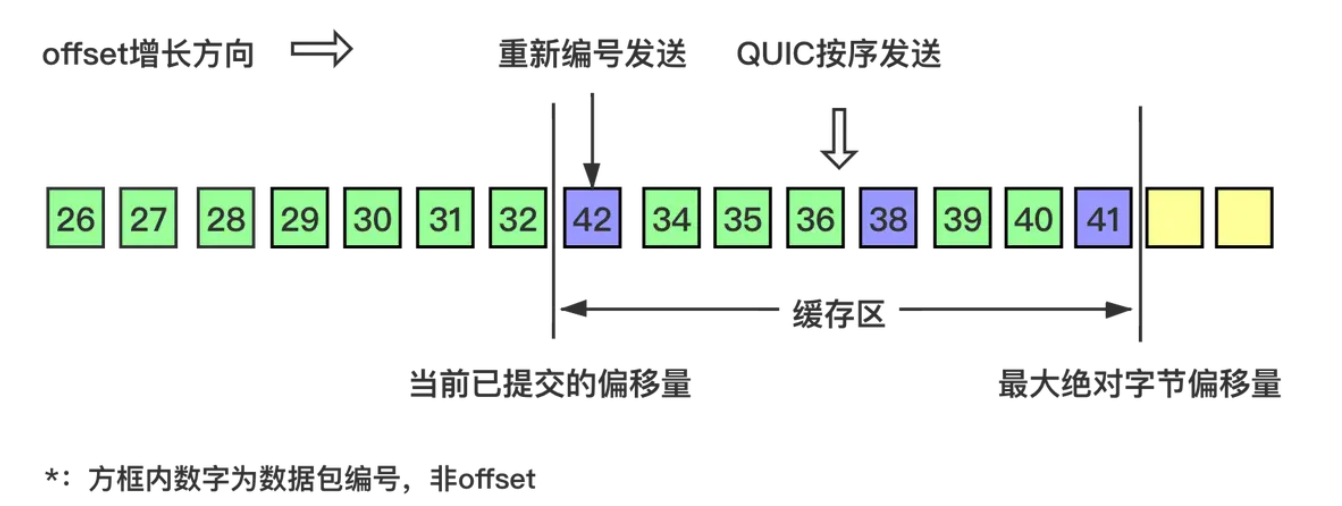 offset增长方向 重新编号发送 QUIC按序发送
26 27 28 29 30 31 32 42 34 35 36 38 39 40 41
缓存区
当前已提交的偏移量 最大绝对字节偏移量
*：方框内数字为数据包编号，非offset